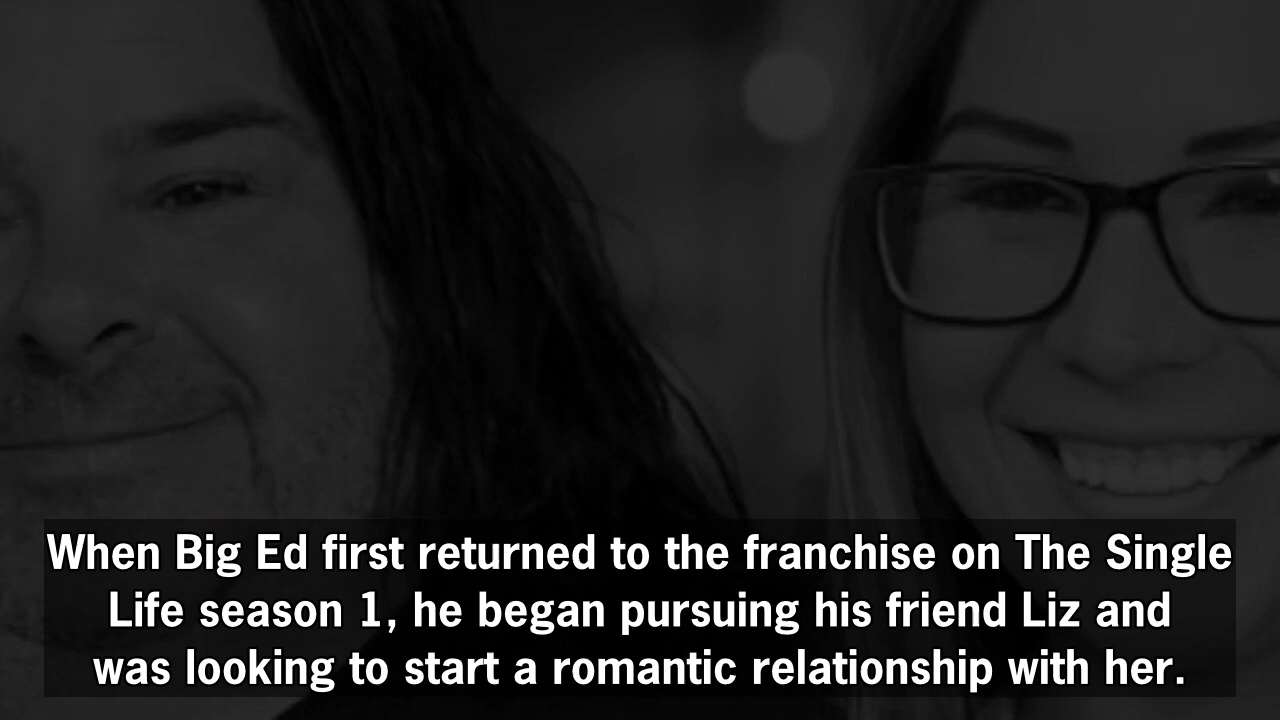 When Big Ed first returned to the franchise on The Single
Life season 1, he began pursuing his friend Liz and
was looking to start a romantic relationship with her.